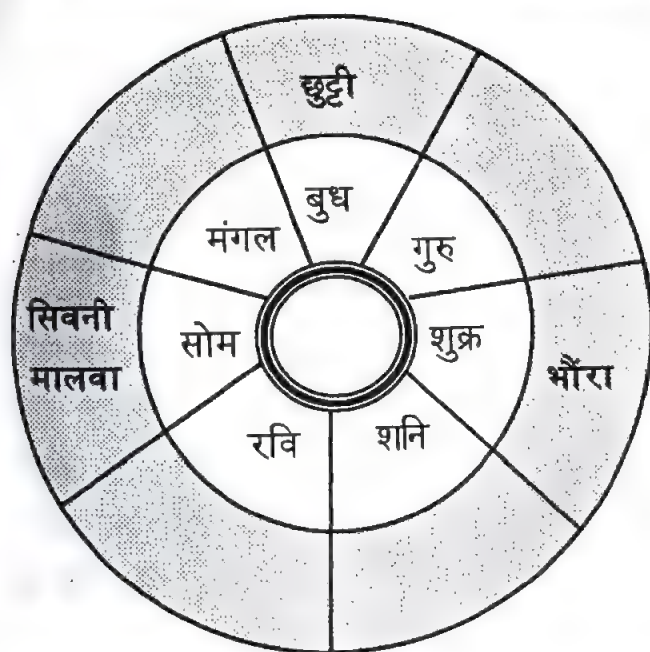 छुट्टी
बुध
मंगल
गुरु
सिवनी
मालवा
सोम
शुक्र
भौंरा
रवि
शनि